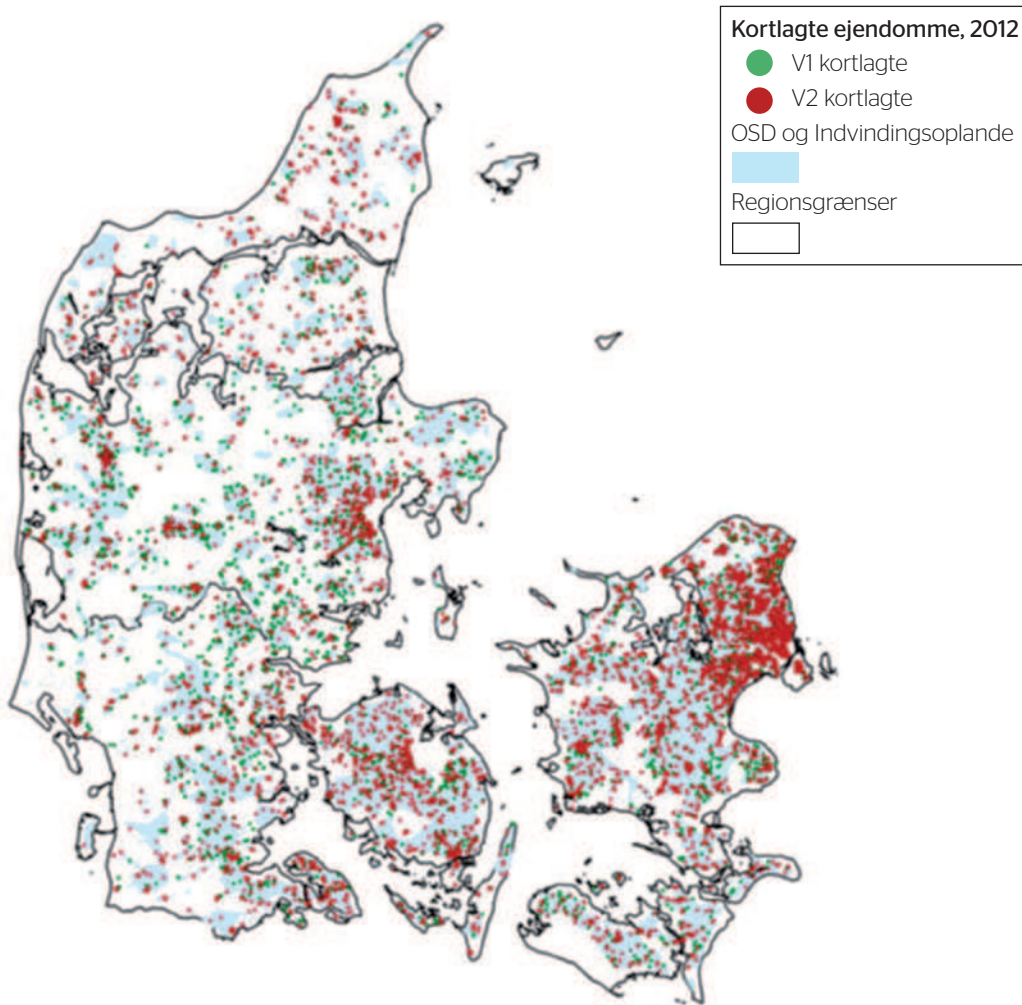 Kortlagte ejendomme, 2012
V1 kortlagte
V2 kortlagte
OSD og Indvindingsoplande
Regionsgrænser